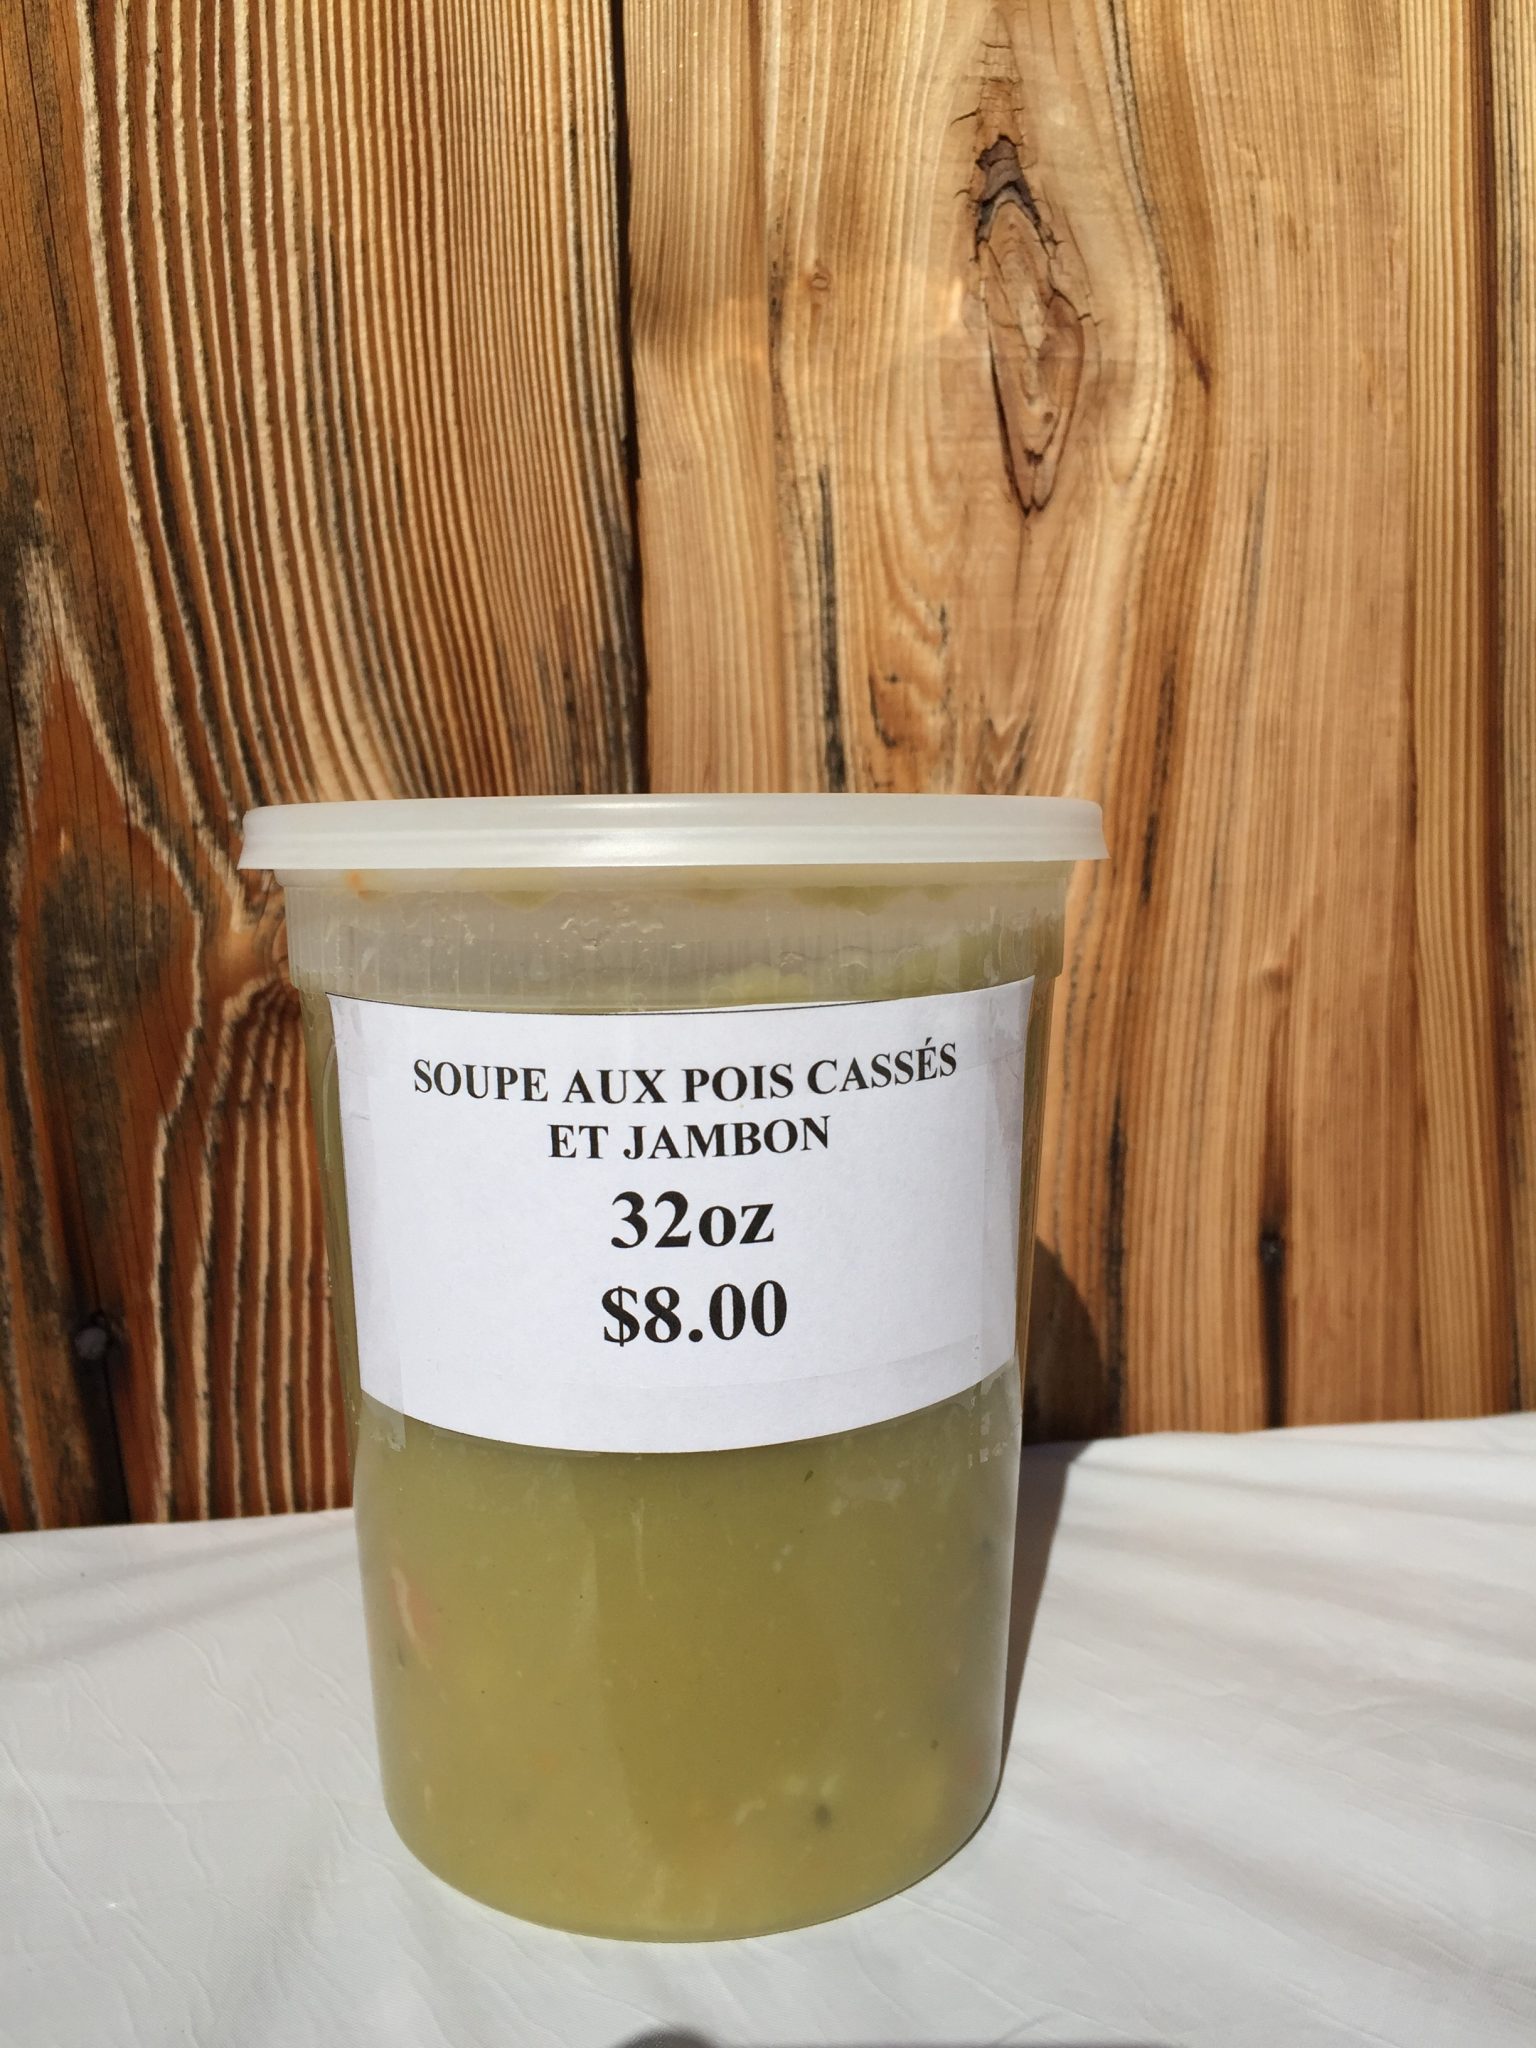 SOUPE AUX POIS CASSÉS
ET JAMBON
32oz
$8.00